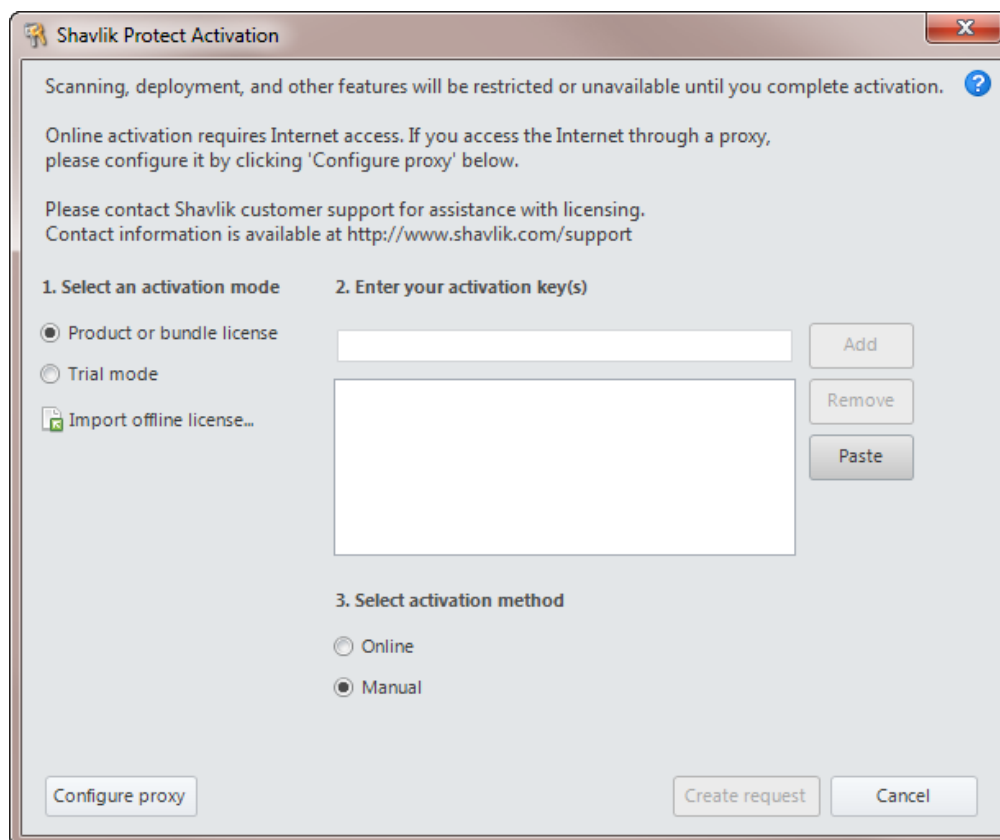 Shavlik Protect Activation
Scanning, deployment, and other features will be restricted or unavailable until you complete activation.
Online activation requires Internet access. If you access the Internet through a proxy,
please configure it by clicking 'Configure proxy' below.
Please contact Shavlik customer support for assistance with licensing.
Contact information is available at http://www.shavlik.com/support
1. Select an activation mode
2. Enter your activation key(s)
Product or bundle license
Add
Trial mode
Remove
Import offline license...
Paste
3. Select activation method
Online
Manual
Configure proxy
Create request
Cancel